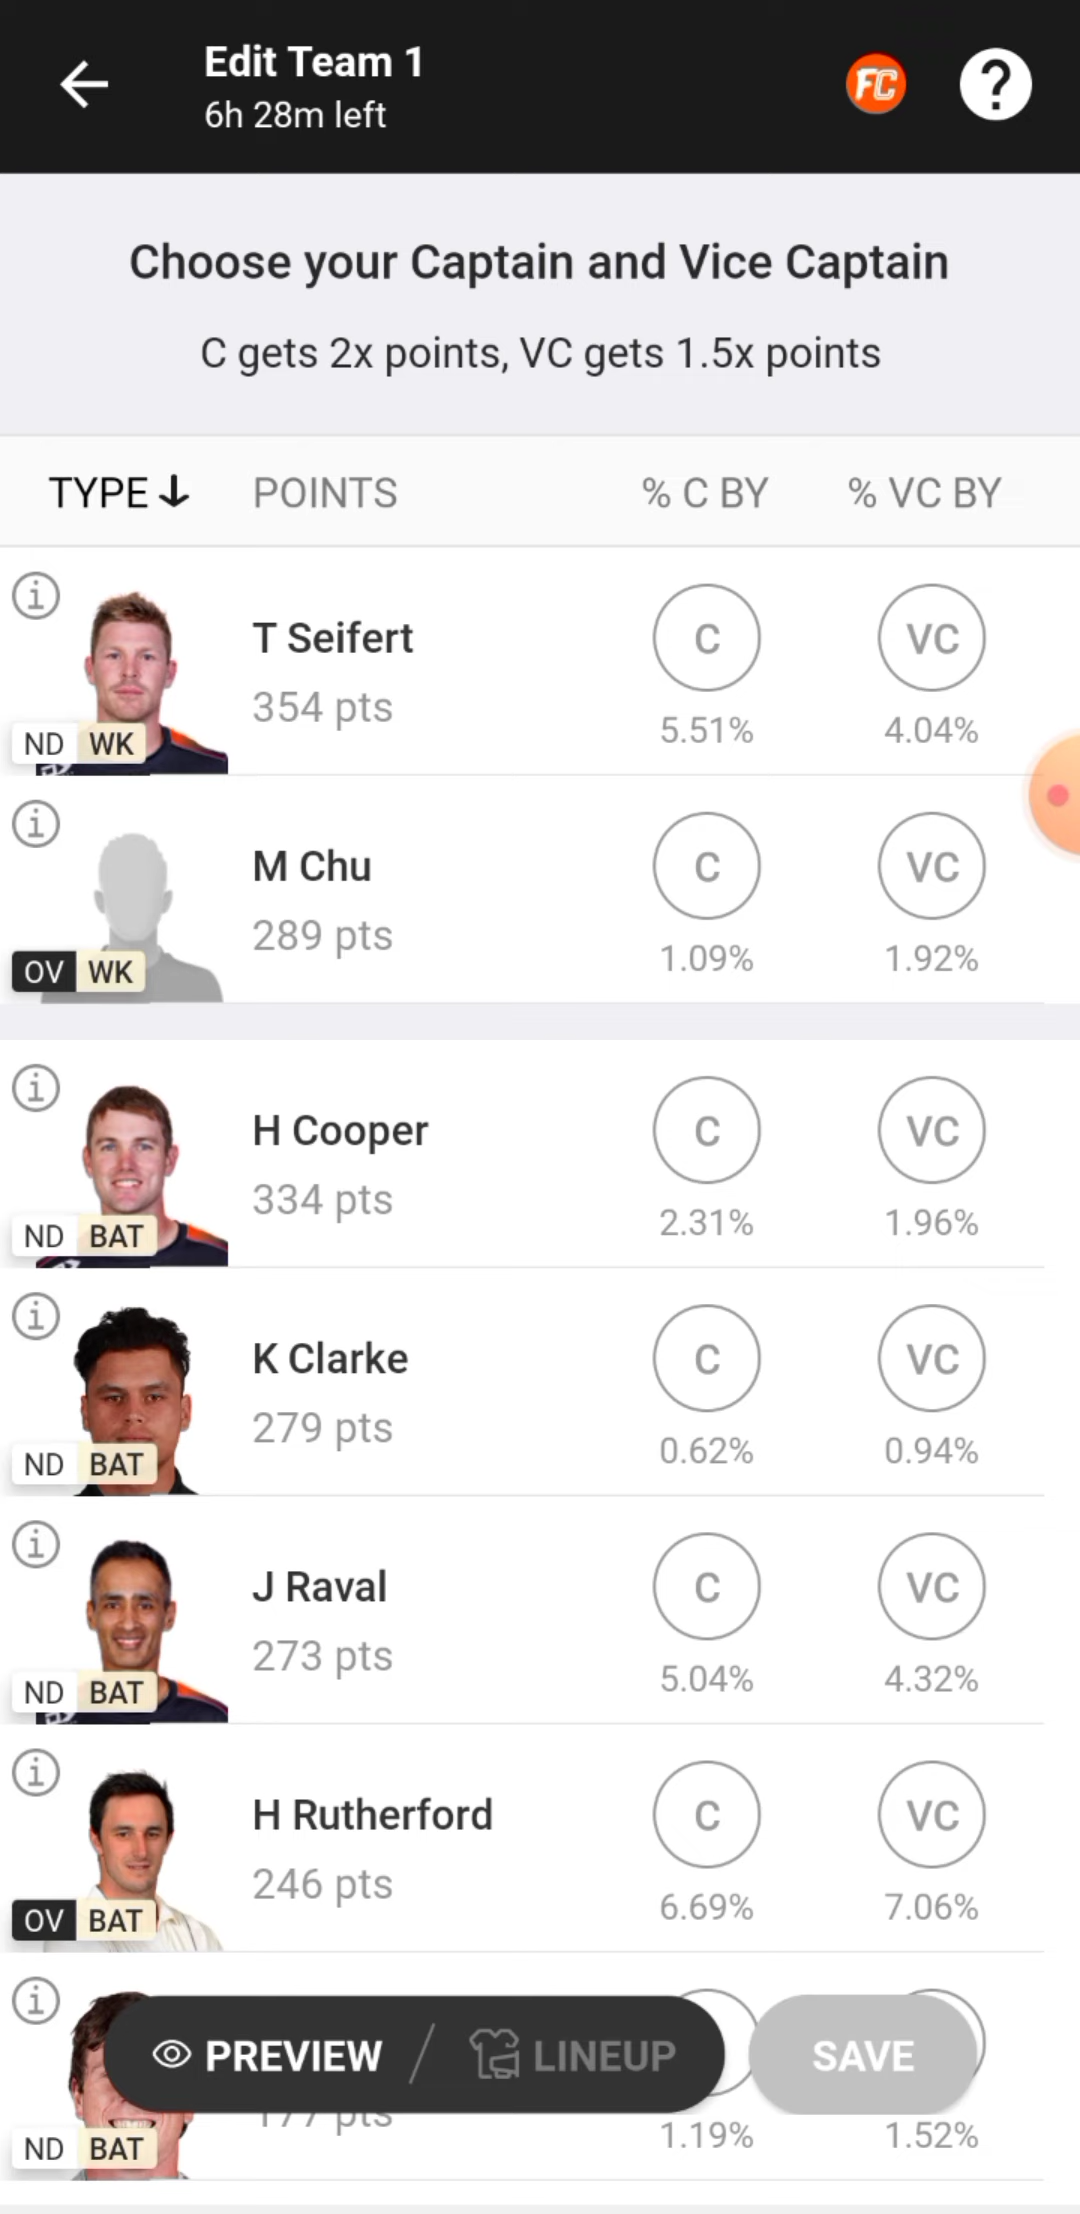 Edit Team 1
6h 28m left
FC
?
Choose your Captain and Vice Captain
C gets 2x points, VC gets 1.5x points
TYPE POINTS % C BY % VC BY
T Seifert
354 pts
C
VC
5.51%
4.04%
ND WK
M Chu
289 pts
C
VC
1.09%
1.92%
OV WK
H Cooper
334 pts
C
VC
2.31%
1.96%
ND BAT
K Clarke
279 pts
C
VC
0.62%
0.94%
ND BAT
J Raval
273 pts
C
VC
5.04%
4.32%
ND BAT
H Rutherford
246 pts
C
VC
6.69%
7.06%
OV BAT
PREVIEW / LINEUP
SAVE
177 pts
1.19%
1.52%
ND BAT